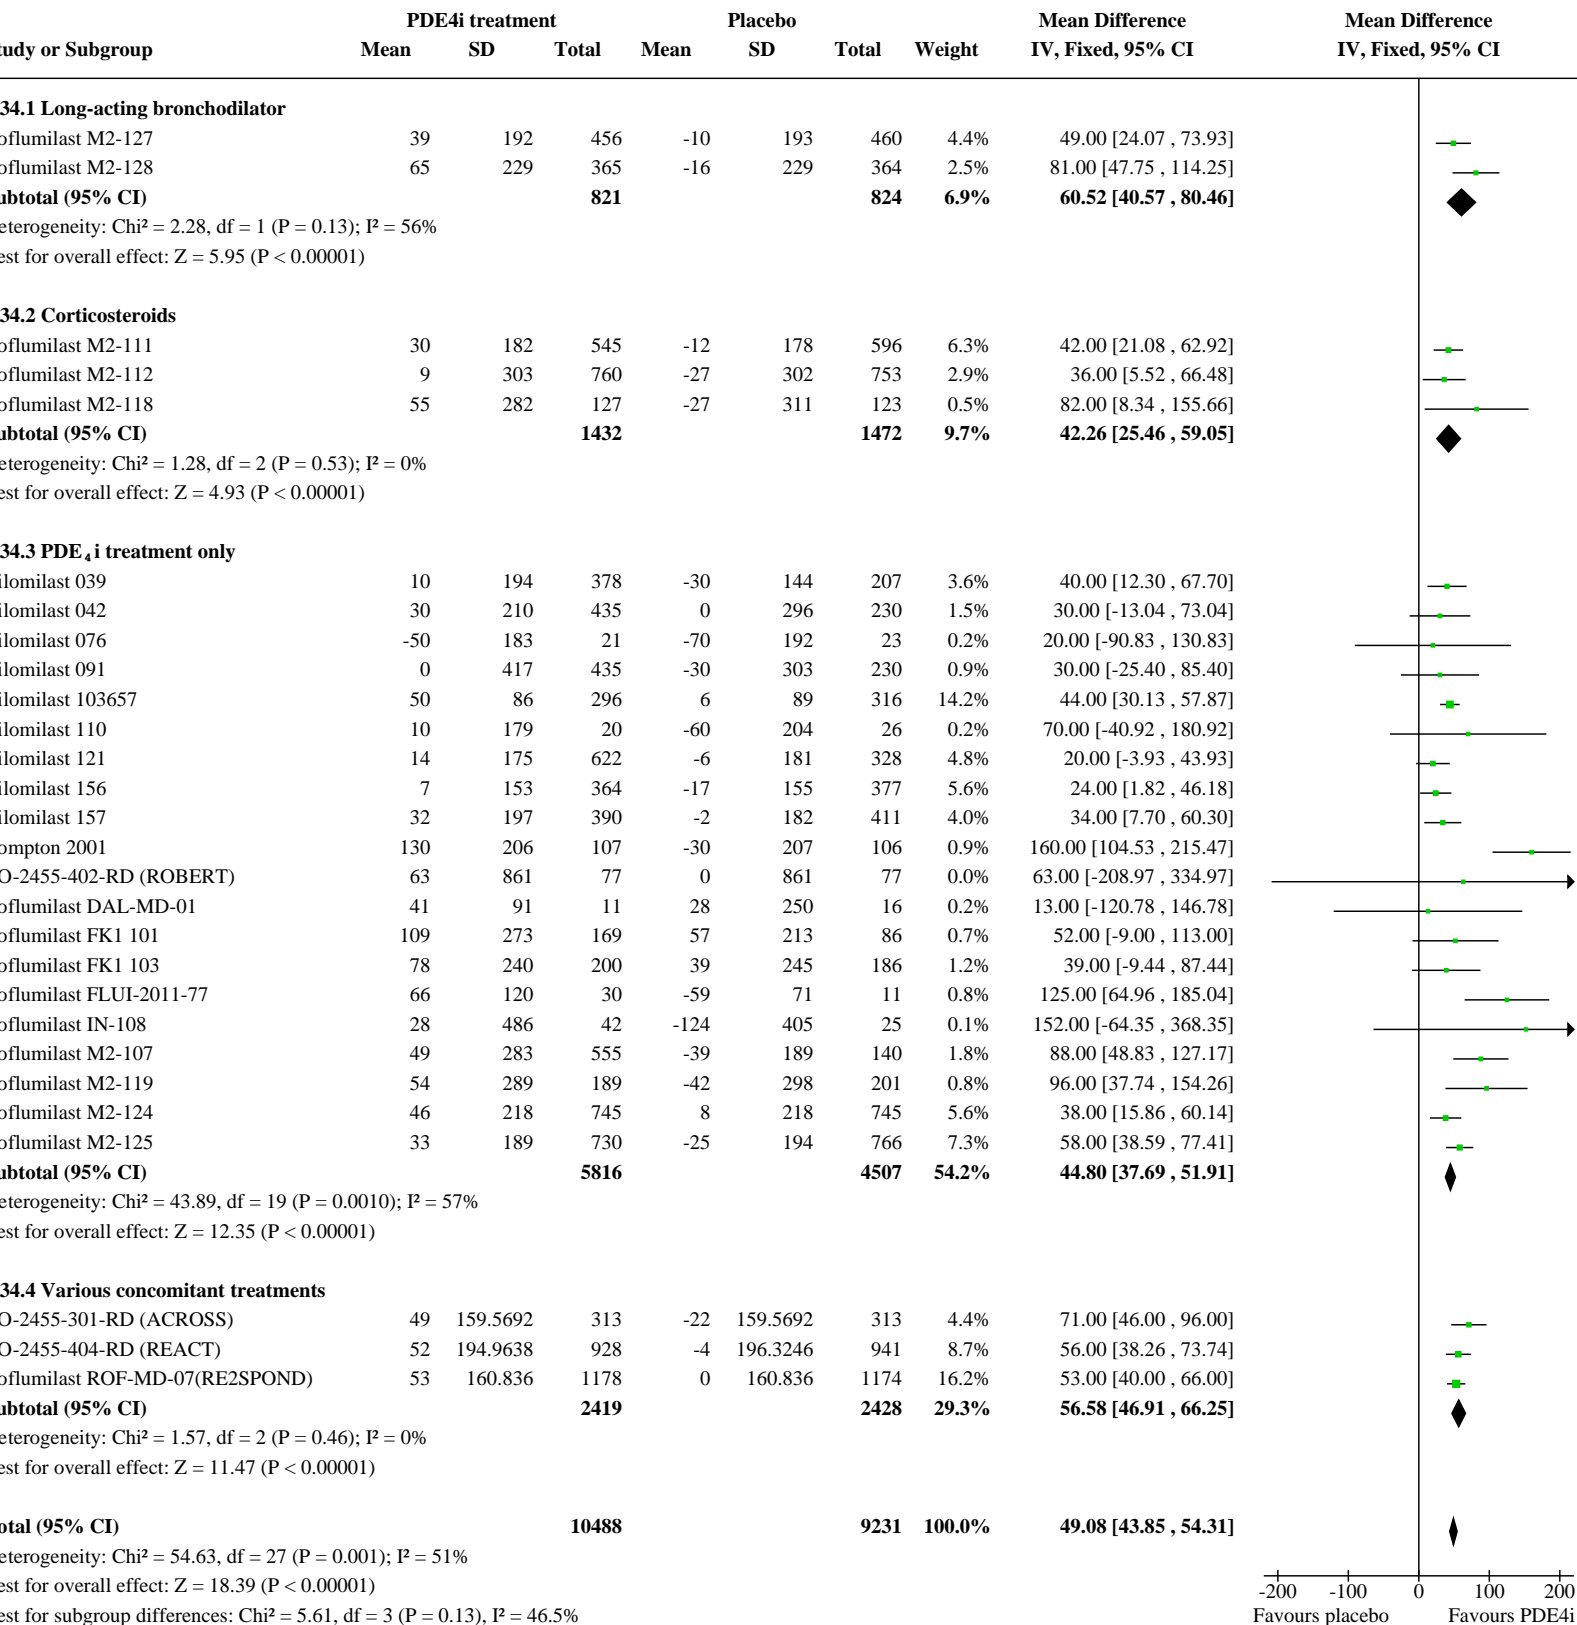 PDE4i treatment Placebo Mean Difference Mean Difference
tudy or Subgroup Mean SD Total Mean SD Total Weight IV, Fixed, 95% CI IV, Fixed, 95% CI
34.1 Long-acting bronchodilator
oflumilast M2-127 39 192 456 -10 193 460 4.4% 49.00 [24.07 , 73.93]
oflumilast M2-128 65 229 365 -16 229 364 2.5% 81.00 [47.75 , 114.25]
ubtotal (95% CI) 821 824 6.9% 60.52 [40.57 , 80.46]
eterogeneity: Chi² = 2.28, df = 1 (P = 0.13); I² = 56%
est for overall effect: Z = 5.95 (P < 0.00001)
34.2 Corticosteroids
oflumilast M2-111 30 182 545 -12 178 596 6.3% 42.00 [21.08 , 62.92]
oflumilast M2-112 9 303 760 -27 302 753 2.9% 36.00 [5.52 , 66.48]
oflumilast M2-118 55 282 127 -27 311 123 0.5% 82.00 [8.34 , 155.66]
ubtotal (95% CI) 1432 1472 9.7% 42.26 [25.46 , 59.05]
eterogeneity: Chi² = 1.28, df = 2 (P = 0.53); I² = 0%
est for overall effect: Z = 4.93 (P < 0.00001)
34.3 PDE₄i treatment only
ilomilast 039 10 194 378 -30 144 207 3.6% 40.00 [12.30 , 67.70]
ilomilast 042 30 210 435 0 296 230 1.5% 30.00 [-13.04 , 73.04]
ilomilast 076 -50 183 21 -70 192 23 0.2% 20.00 [-90.83 , 130.83]
ilomilast 091 0 417 435 -30 303 230 0.9% 30.00 [-25.40 , 85.40]
ilomilast 103657 50 86 296 6 89 316 14.2% 44.00 [30.13 , 57.87]
ilomilast 110 10 179 20 -60 204 26 0.2% 70.00 [-40.92 , 180.92]
ilomilast 121 14 175 622 -6 181 328 4.8% 20.00 [-3.93 , 43.93]
ilomilast 156 7 153 364 -17 155 377 5.6% 24.00 [1.82 , 46.18]
ilomilast 157 32 197 390 -2 182 411 4.0% 34.00 [7.70 , 60.30]
ompton 2001 130 206 107 -30 207 106 0.9% 160.00 [104.53 , 215.47]
O-2455-402-RD (ROBERT) 63 861 77 0 861 77 0.0% 63.00 [-208.97 , 334.97]
oflumilast DAL-MD-01 41 91 11 28 250 16 0.2% 13.00 [-120.78 , 146.78]
oflumilast FK1 101 109 273 169 57 213 86 0.7% 52.00 [-9.00 , 113.00]
oflumilast FK1 103 78 240 200 39 245 186 1.2% 39.00 [-9.44 , 87.44]
oflumilast FLUI-2011-77 66 120 30 -59 71 11 0.8% 125.00 [64.96 , 185.04]
oflumilast IN-108 28 486 42 -124 405 25 0.1% 152.00 [-64.35 , 368.35]
oflumilast M2-107 49 283 555 -39 189 140 1.8% 88.00 [48.83 , 127.17]
oflumilast M2-119 54 289 189 -42 298 201 0.8% 96.00 [37.74 , 154.26]
oflumilast M2-124 46 218 745 8 218 745 5.6% 38.00 [15.86 , 60.14]
oflumilast M2-125 33 189 730 -25 194 766 7.3% 58.00 [38.59 , 77.41]
ubtotal (95% CI) 5816 4507 54.2% 44.80 [37.69 , 51.91]
eterogeneity: Chi² = 43.89, df = 19 (P = 0.0010); I² = 57%
est for overall effect: Z = 12.35 (P < 0.00001)
34.4 Various concomitant treatments
O-2455-301-RD (ACROSS) 49 159.5692 313 -22 159.5692 313 4.4% 71.00 [46.00 , 96.00]
O-2455-404-RD (REACT) 52 194.9638 928 -4 196.3246 941 8.7% 56.00 [38.26 , 73.74]
oflumilast ROF-MD-07(RE2SPOND) 53 160.836 1178 0 160.836 1174 16.2% 53.00 [40.00 , 66.00]
ubtotal (95% CI) 2419 2428 29.3% 56.58 [46.91 , 66.25]
eterogeneity: Chi² = 1.57, df = 2 (P = 0.46); I² = 0%
est for overall effect: Z = 11.47 (P < 0.00001)
otal (95% CI) 10488 9231 100.0% 49.08 [43.85 , 54.31]
eterogeneity: Chi² = 54.63, df = 27 (P = 0.001); I² = 51%
est for overall effect: Z = 18.39 (P < 0.00001)
-200 -100 0 100 200
est for subgroup differences: Chi² = 5.61, df = 3 (P = 0.13), I² = 46.5%
Favours placebo Favours PDE4i